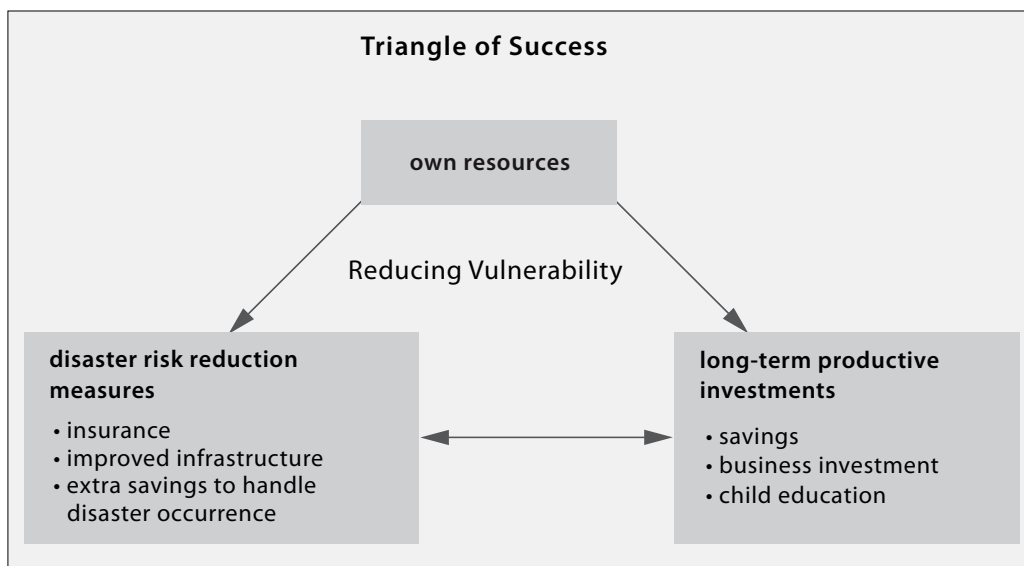 Triangle of Success
own resources
Reducing Vulnerability
disaster risk reduction
measures
• insurance
• improved infrastructure
• extra savings to handle
disaster occurrence
long-term productive
investments
• savings
• business investment
• child education